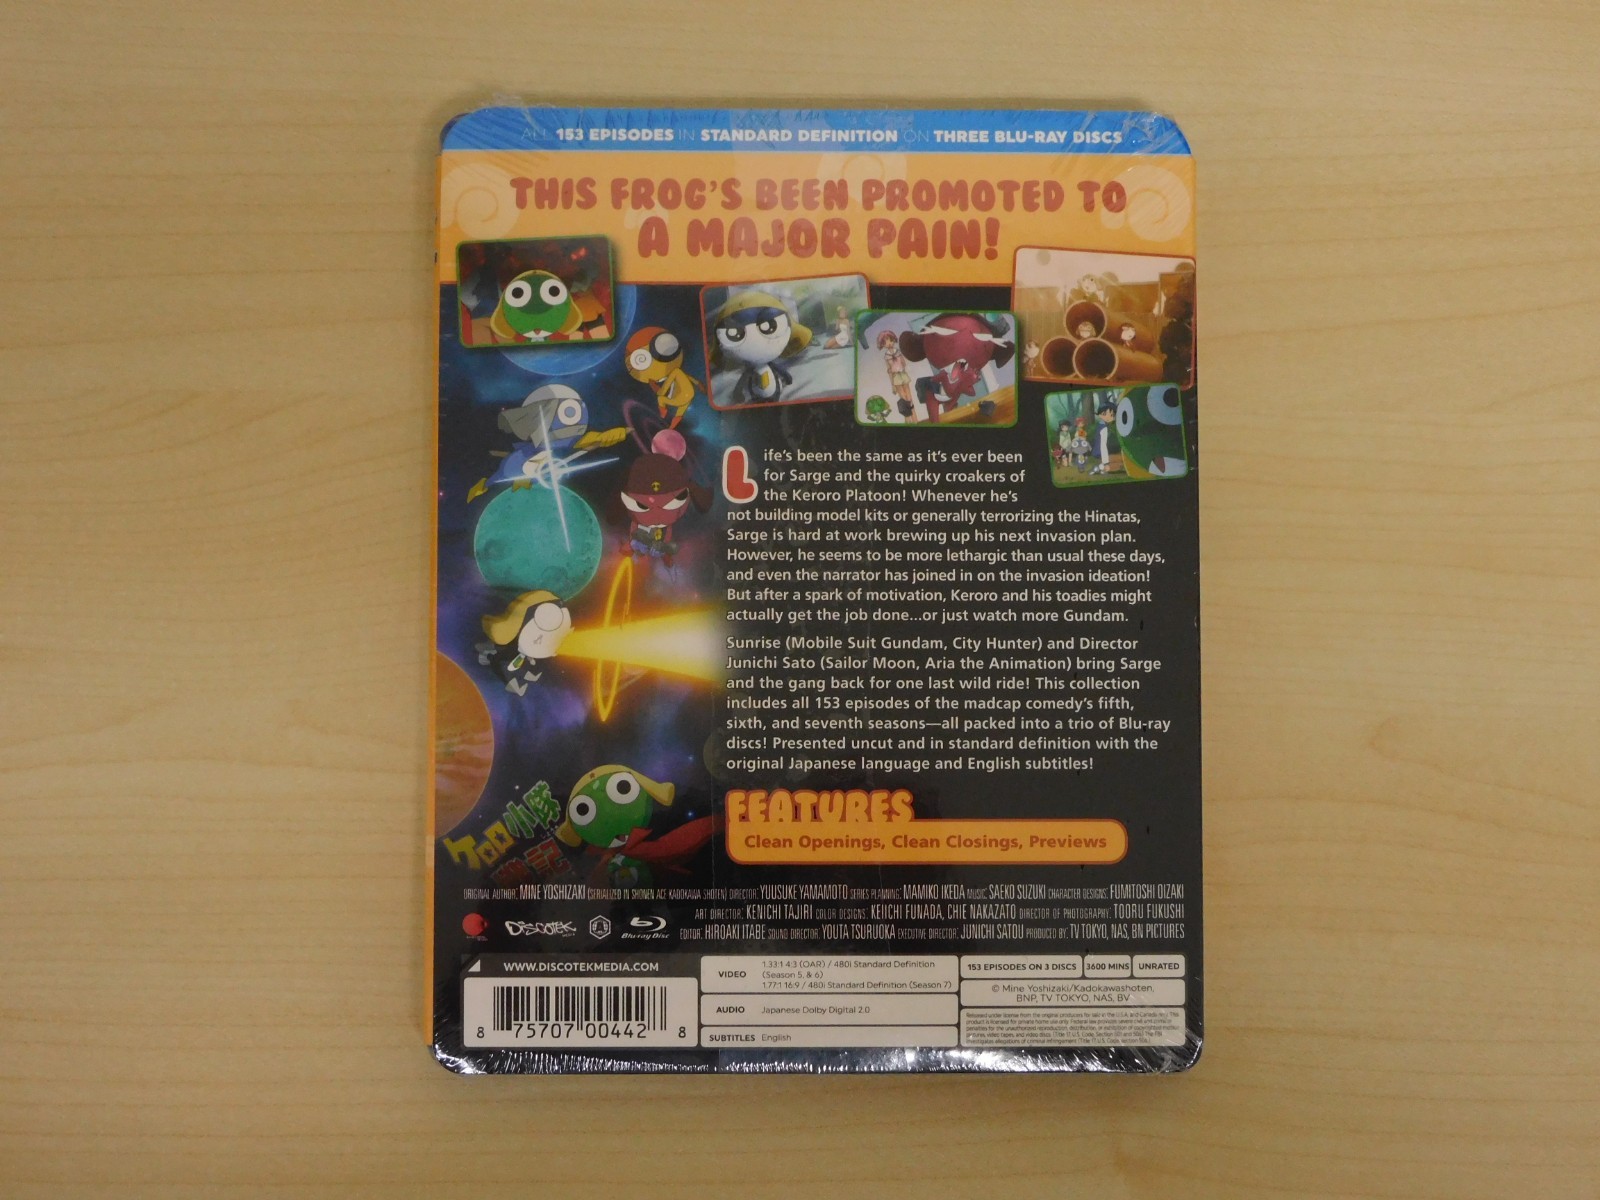 AN 153 EPISODES IN STANDARD DEFINITION ON THREE BLU-RAY DISCS
THIS FROG'S BEEN PROMOTED TO
A MAJOR PAIN!
Life's been the same as it's ever been
for Sarge and the quirky croakers of
the Keroro Platoon! Whenever he's
not building model kits or generally terrorizing the Hinatas,
Sarge is hard at work brewing up his next invasion plan.
However, he seems to be more lethargic than usual these days,
and even the narrator has joined in on the invasion ideation!
But after a spark of motivation, Keroro and his toadies might
actually get the job done...or just watch more Gundam.
Sunrise (Mobile Suit Gundam, City Hunter) and Director
Junichi Sato (Sailor Moon, Aria the Animation) bring Sarge
and the gang back for one last wild ride! This collection
includes all 153 episodes of the madcap comedy's fifth,
sixth, and seventh seasons—all packed into a trio of Blu-ray
discs! Presented uncut and in standard definition with the
original Japanese language and English subtitles!
ケロロ小隊
戦記
FEATURES
Clean Openings, Clean Closings, Previews
ORIGINAL AUTHOR: MINE YOSHIZAKI (SERIALIZED IN SHONEN ACE KADOKAWA SHOTEN) DIRECTOR: YUUSUKE YAMAMOTO SERIES PLANNING: MAMIKO IKEDA MUSIC: SAEKO SUZUKI CHARACTER DESIGNS: FUMITOSHI OIZAKI
ART DIRECTOR: KENICHI TAJIRI COLOR DESIGNS: KEIICHI FUNADA, CHIE NAKAZATO DIRECTOR OF PHOTOGRAPHY: TOORU FUKUSHI
EDITOR: HIROAKI ITABE SOUND DIRECTOR: YOUTA TSURUOKA EXECUTIVE DIRECTOR: JUNICHI SATOU PRODUCED BY: TV TOKYO, NAS, BN PICTURES
DISCOTEK
Blu-ray Disc
WWW.DISCOTEKMEDIA.COM
8 75707 00442 8
VIDEO 1.33:1 4:3 (OAR) / 480i Standard Definition
(Season 5, & 6)
1.77:1 16:9 / 480i Standard Definition (Season 7)
AUDIO Japanese Dolby Digital 2.0
SUBTITLES English
153 EPISODES ON 3 DISCS 3600 MINS UNRATED
© Mine Yoshizaki/Kadokawashoten,
BNP, TV TOKYO, NAS, BV